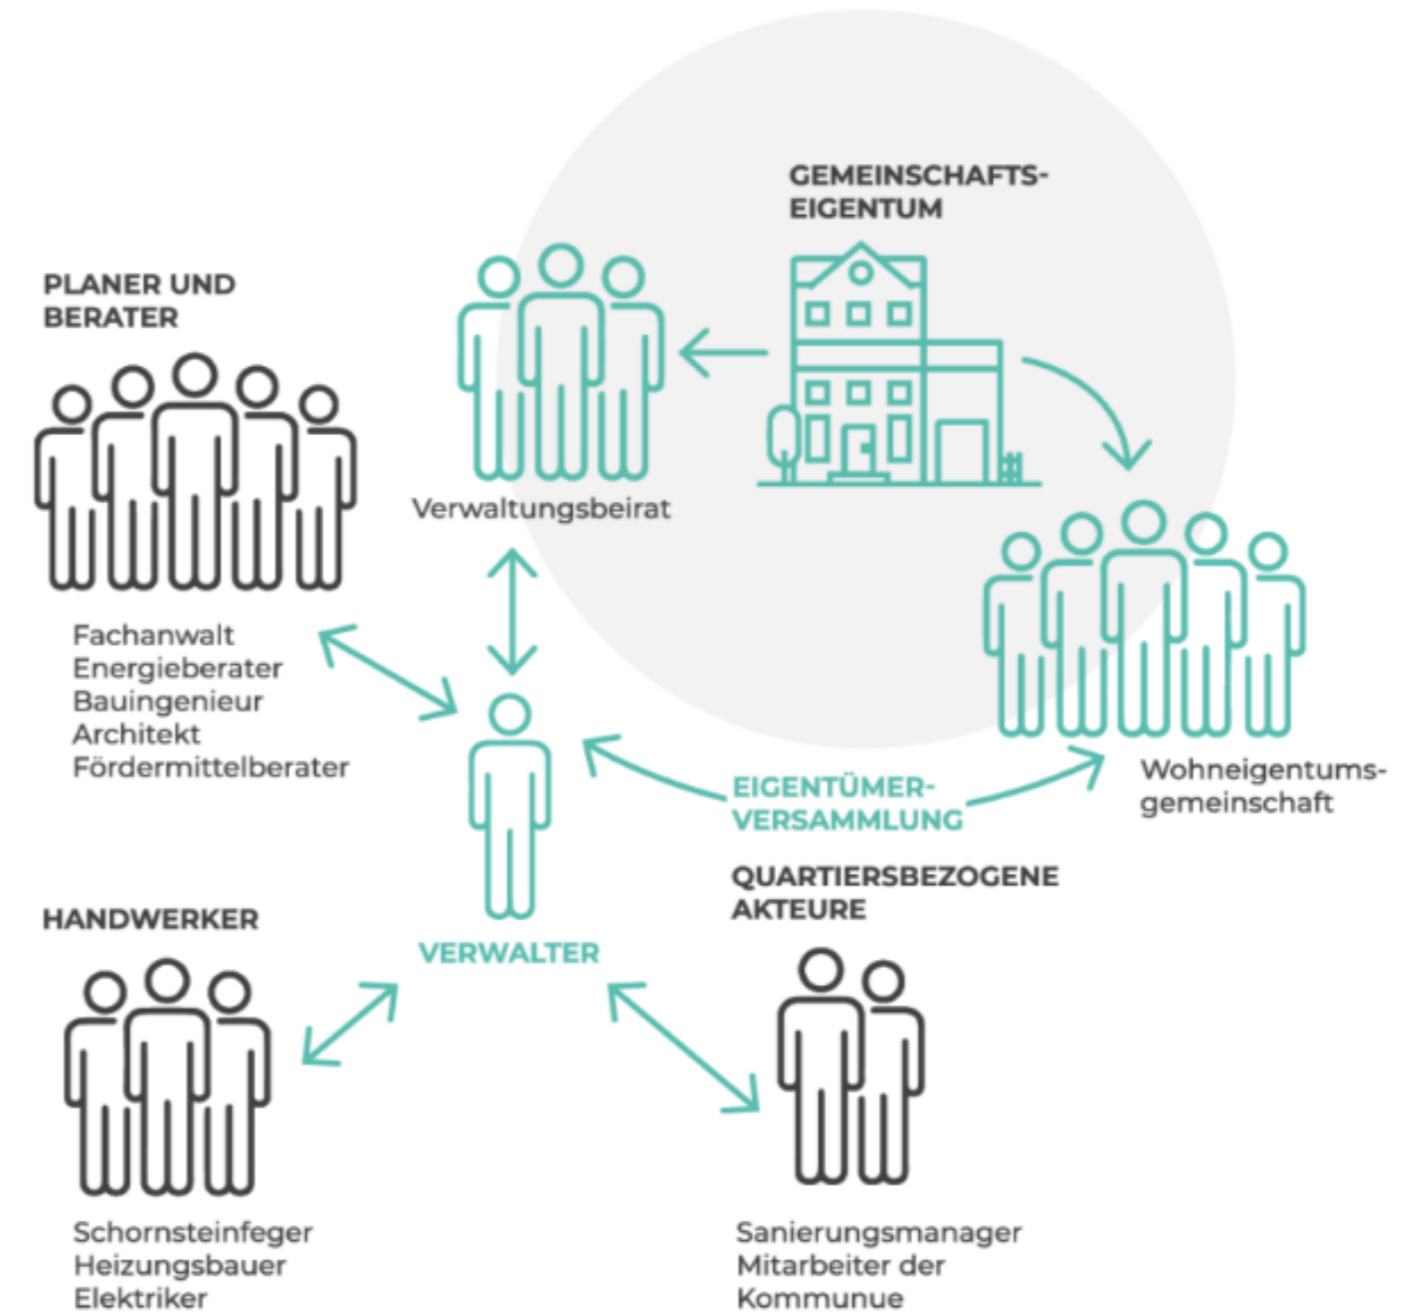 GEMEINSCHAFTS-
EIGENTUM
PLANER UND
BERATER
Verwaltungsbeirat
Fachanwalt
Energieberater
Bauingenieur
Architekt
Fördermittelberater
Wohneigentums-
gemeinschaft
EIGENTÜMER-
VERSAMMLUNG
HANDWERKER
VERWALTER
QUARTIERSBEZOGENE
AKTEURE
Schornsteinfeger
Heizungsbauer
Elektriker
Sanierungsmanager
Mitarbeiter der
Kommunue